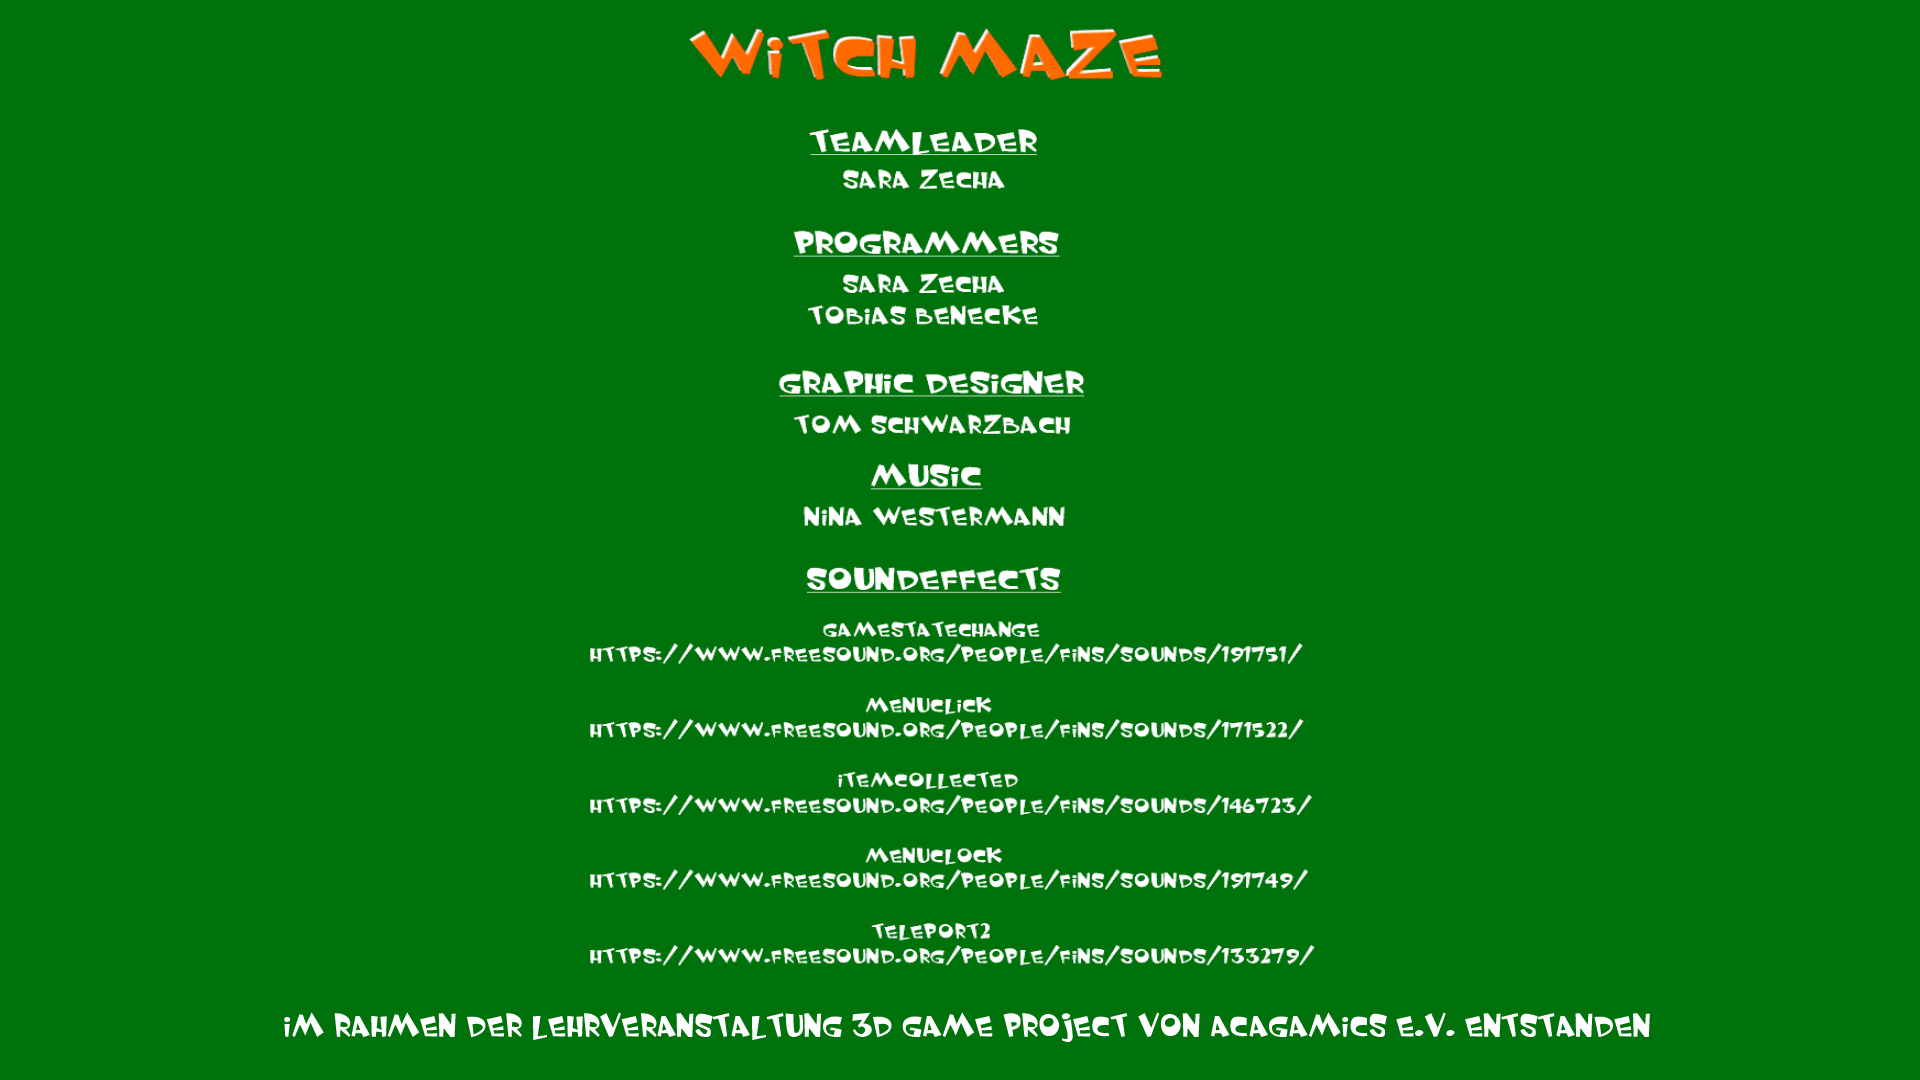 WiTCH MAZE
TEAMLEADER
SARA ZECHA
PROGRAMMERS
SARA ZECHA
TOBiAS BENECKE
GRAPHiC DESiGNER
TOM SCHWARZBACH
MUSiC
NiNA WESTERMANN
SOUNDEFFECTS
GAMESTATECHANGE
HTTPS://WWW.FREESOUND.ORG/PEOPLE/FiNS/SOUNDS/191751/
MENUCLiCK
HTTPS://WWW.FREESOUND.ORG/PEOPLE/FiNS/SOUNDS/171522/
iTEMCOLLECTED
HTTPS://WWW.FREESOUND.ORG/PEOPLE/FiNS/SOUNDS/146723/
MENUCLOCK
HTTPS://WWW.FREESOUND.ORG/PEOPLE/FiNS/SOUNDS/191749/
TELEPORT2
HTTPS://WWW.FREESOUND.ORG/PEOPLE/FiNS/SOUNDS/133279/
iM RAHMEN DER LEHRVERANSTALTUNG 3D GAME PROjECT VON ACAGAMiCS E.V. ENTSTANDEN